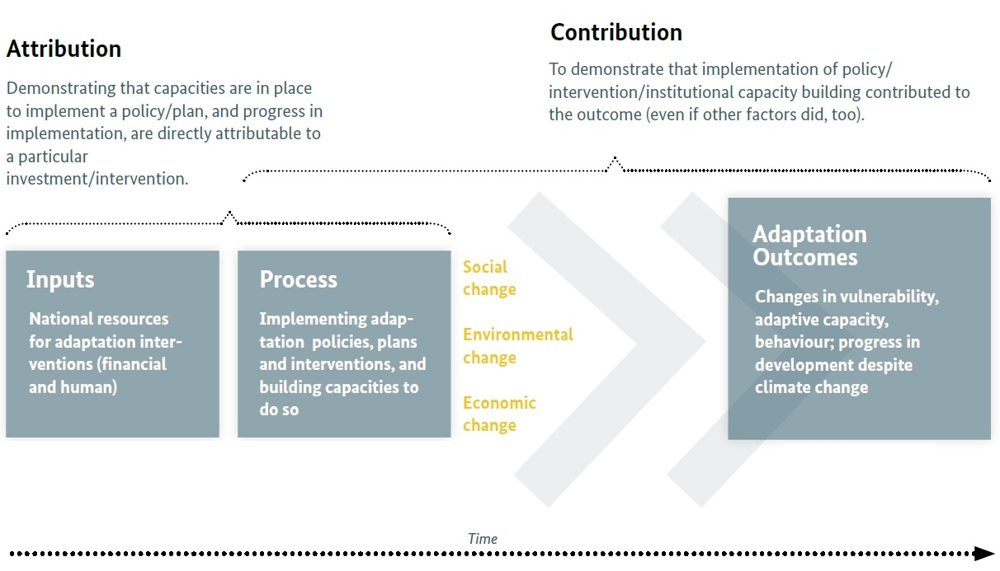 Attribution
Demonstrating that capacities are in place
to implement a policy/plan, and progress in
implementation, are directly attributable to
a particular
investment/intervention.
Contribution
To demonstrate that implementation of policy/
intervention/institutional capacity building contributed to
the outcome (even if other factors did, too).
Inputs
National resources
for adaptation inter-
ventions (financial
and human)
Process
Implementing adap-
tation policies, plans
and interventions, and
building capacities to
do so
Social
change
Environmental
change
Economic
change
Adaptation
Outcomes
Changes in vulnerability,
adaptive capacity,
behaviour; progress in
development despite
climate change
Time